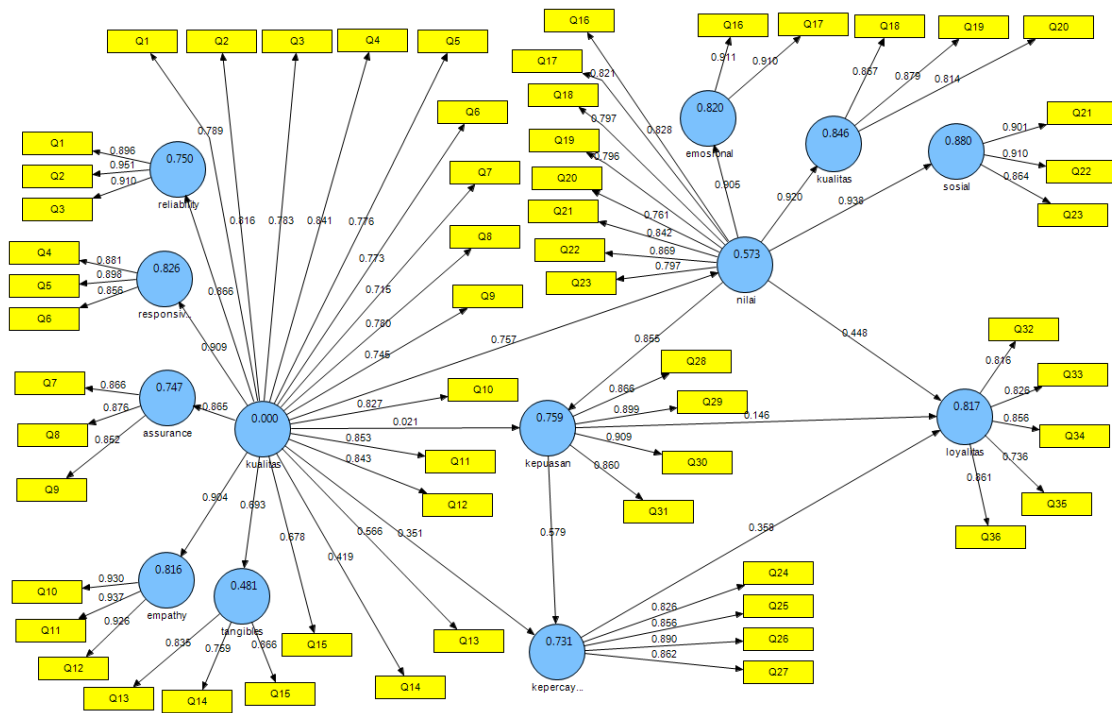 Q1
Q2
Q3
Q4
Q5
Q16
Q16
Q17
Q18
Q19
Q20
0.911
0.910
0.867
0.879
0.814
Q17
0.821
Q18
0.797
0.820
emosional
0.846
kualitas
0.880
sosial
0.901
Q21
0.910
Q22
0.864
Q23
Q6
0.789
0.828
Q19
0.796
Q1
0.896
Q2
0.951
Q3
0.910
0.750
reliability
Q7
Q20
0.761
0.905
0.920
0.938
0.816
0.783
0.841
0.776
Q21
0.842
Q8
Q22
0.869
Q23
0.797
0.573
nilai
Q4
0.881
Q5
0.898
Q6
0.856
0.826
responsiv...
0.866
0.773
0.715
0.780
0.745
Q9
0.757
0.909
0.855
0.448
Q28
0.866
Q29
0.899
Q30
0.909
Q31
0.860
Q32
0.816
Q33
0.826
Q34
0.856
Q35
0.736
Q36
0.861
0.817
loyalitas
Q7
0.866
Q8
0.876
Q9
0.852
0.747
assurance
0.865
0.000
kualitas
0.827
Q10
0.021
0.853
Q11
0.843
Q12
0.759
kepuasan
0.146
0.904
0.693
0.678
0.419
0.566
0.351
0.579
0.358
Q10
0.930
Q11
0.937
Q12
0.926
0.816
empathy
0.481
tangibles
0.835
0.759
0.866
Q13
Q14
Q15
Q15
Q14
Q13
0.731
kepercay...
0.826
Q24
0.856
Q25
0.890
Q26
0.862
Q27